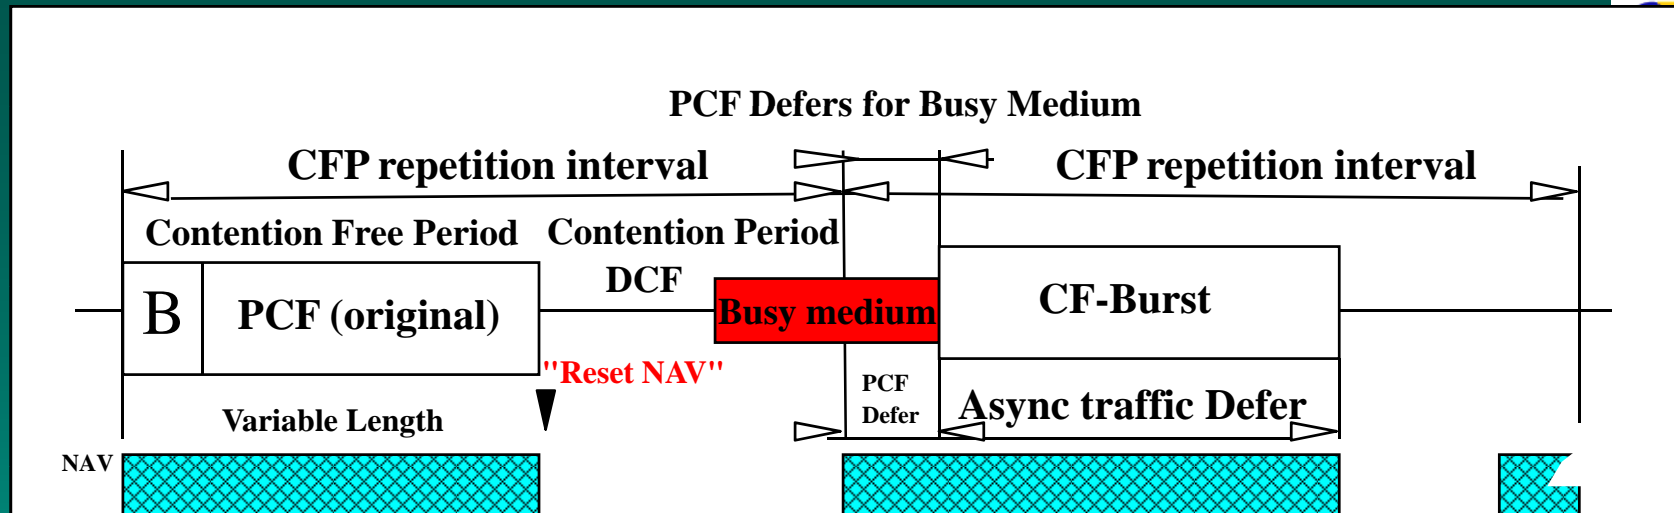 PCF Defers for Busy Medium
CFP repetition interval
CFP repetition interval
Contention Free Period
Contention Period
DCF
B
PCF (original)
Busy medium
CF-Burst
"Reset NAV"
PCF
Defer
Variable Length
Async traffic Defer
NAV